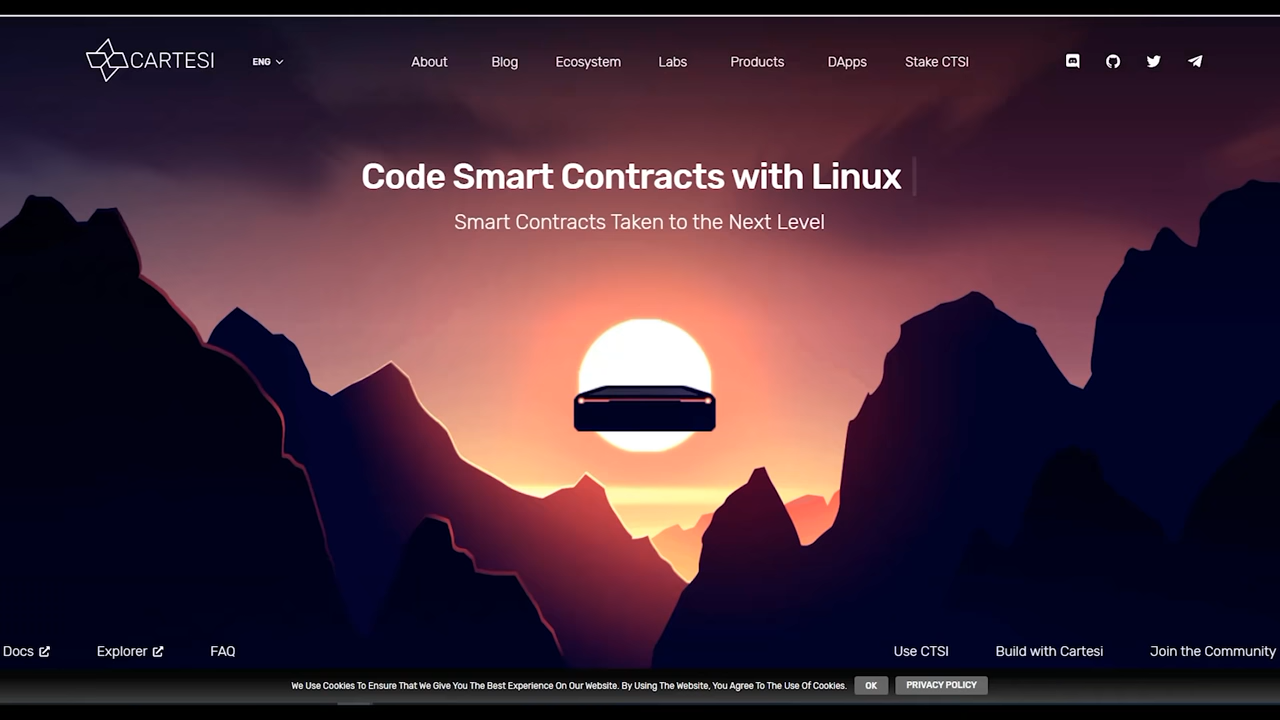 CARTESI
ENG
About Blog Ecosystem Labs Products DApps Stake CTSI
Code Smart Contracts with Linux
Smart Contracts Taken to the Next Level
Docs Explorer FAQ Use CTSI Build with Cartesi Join the Community
We Use Cookies To Ensure That We Give You The Best Experience On Our Website. By Using The Website, You Agree To The Use Of Cookies. OK PRIVACY POLICY